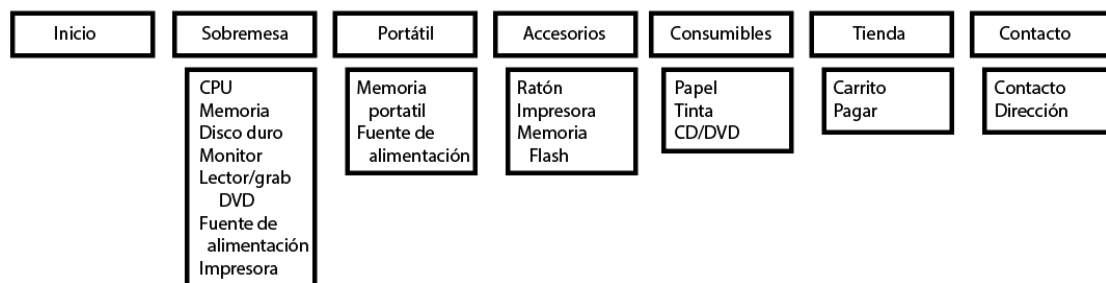 Inicio
Sobremesa
Portátil
Accesorios
Consumibles
Tienda
Contacto
CPU
Memoria
Disco duro
Monitor
Lector/grab
DVD
Fuente de
alimentación
Impresora
Memoria
portatil
Fuente de
alimentación
Ratón
Impresora
Memoria
Flash
Papel
Tinta
CD/DVD
Carrito
Pagar
Contacto
Dirección